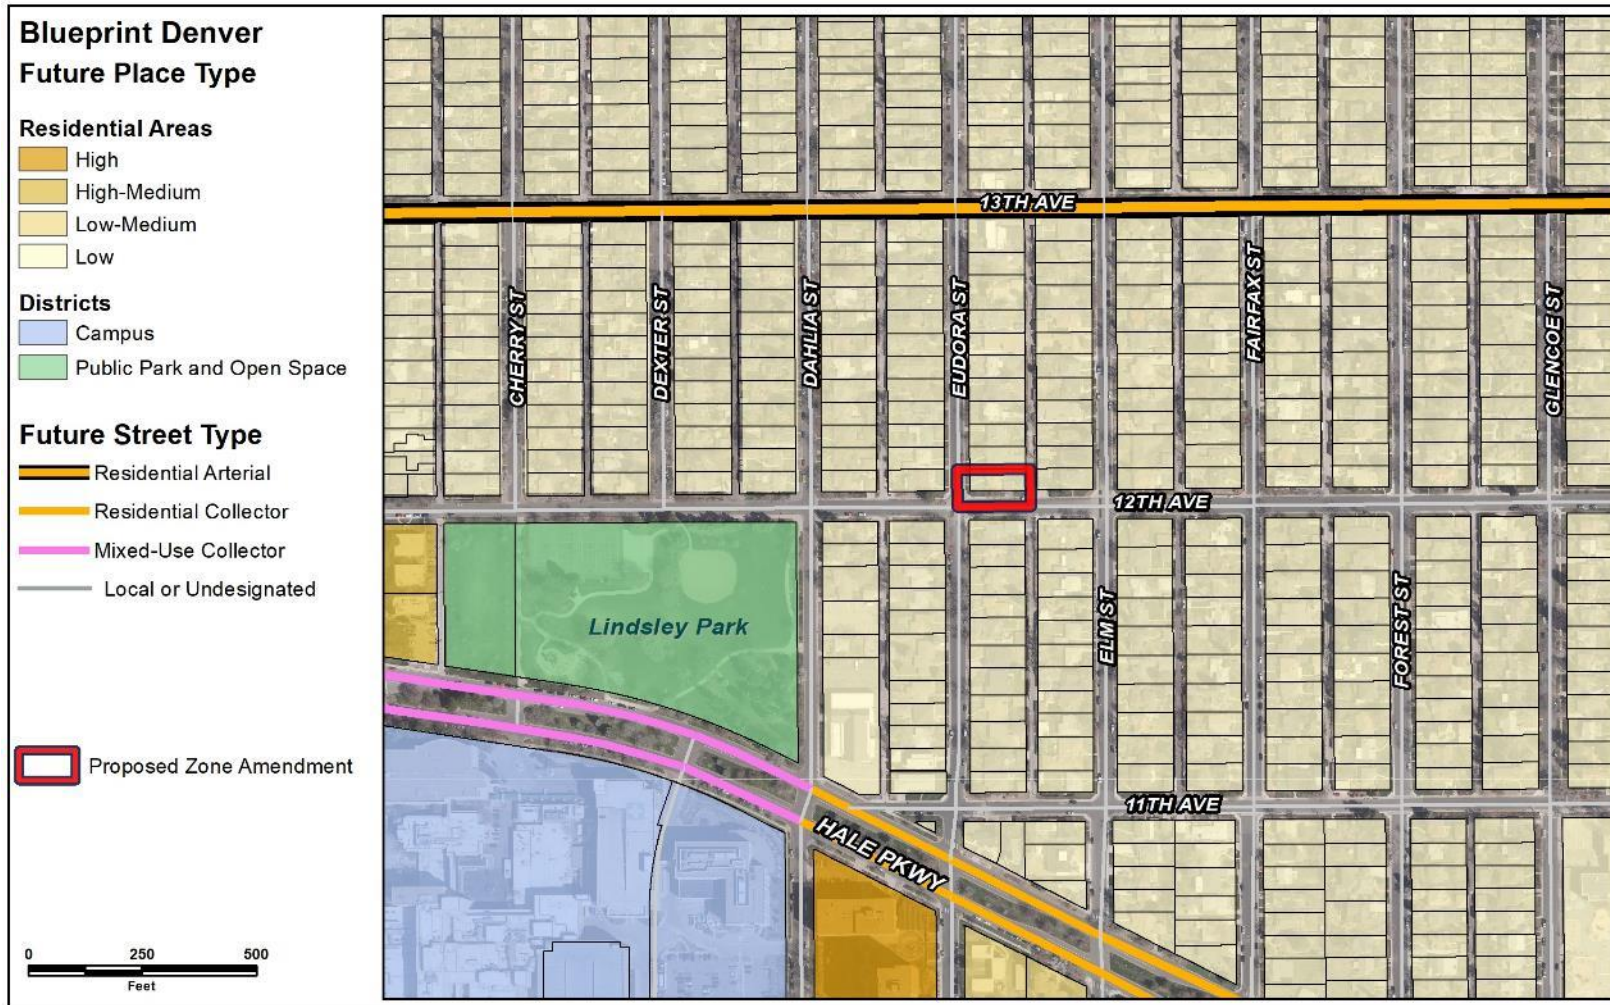 Blueprint Denver
Future Place Type
Residential Areas
High
High-Medium
Low-Medium
Low
Districts
Campus
Public Park and Open Space
Future Street Type
Residential Arterial
Residential Collector
Mixed-Use Collector
Local or Undesignated
Proposed Zone Amendment
0 250 500
Feet
13TH AVE
CHERRY ST
DEXTER ST
DAHLIA ST
EUDORA ST
FAIRFAX ST
GLENCOE ST
12TH AVE
Lindsley Park
ELM ST
FOREST ST
11TH AVE
HALE PKWY